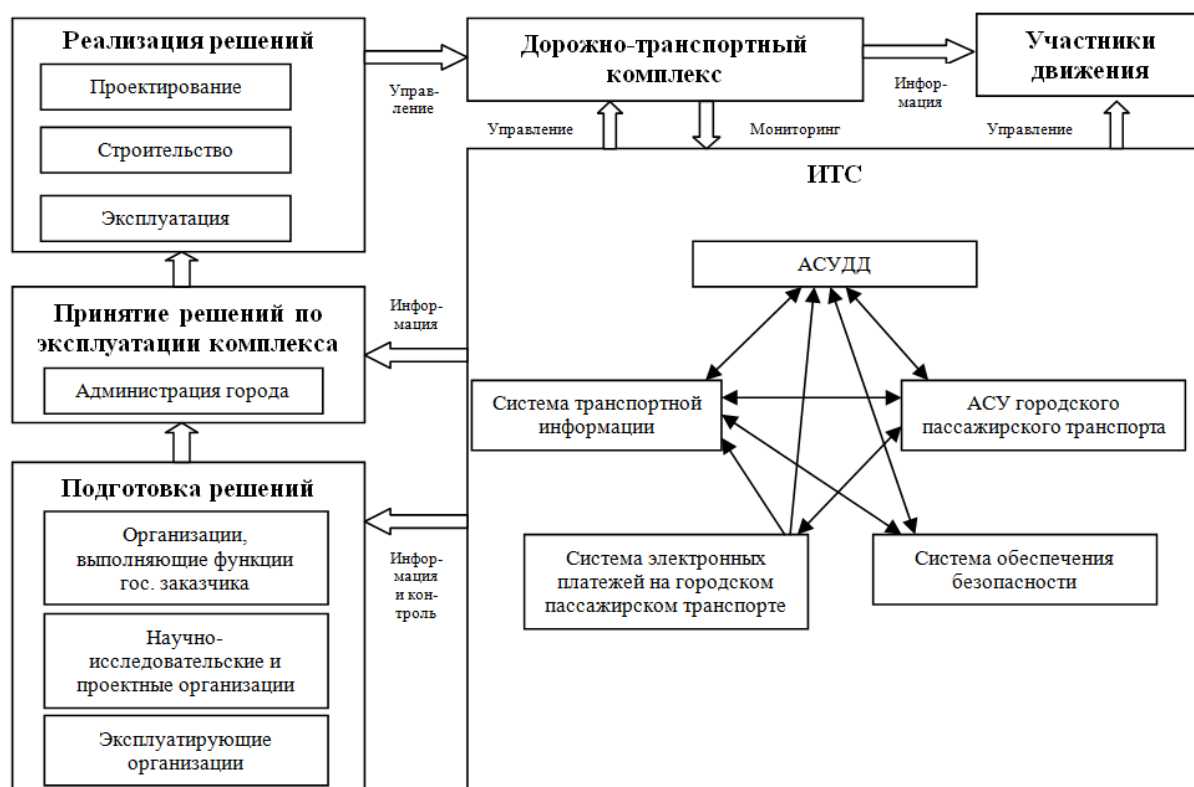 Реализация решений
Проектирование
Строительство
Эксплуатация
Управ-
ление
Дорожно-транспортный
комплекс
Инфор-
мация
Участники
движения
Управление
Мониторинг
Управление
Принятие решений по
эксплуатации комплекса
Администрация города
Инфор-
мация
Подготовка решений
Организации,
выполняющие функции
гос. заказчика
Научно-
исследовательские и
проектные организации
Эксплуатирующие
организации
Инфор-
мация
и кон-
троль
ИТС
АСУДД
Система транспортной
информации
АСУ городского
пассажирского транспорта
Система электронных
платежей на городском
пассажирском транспорте
Система обеспечения
безопасности